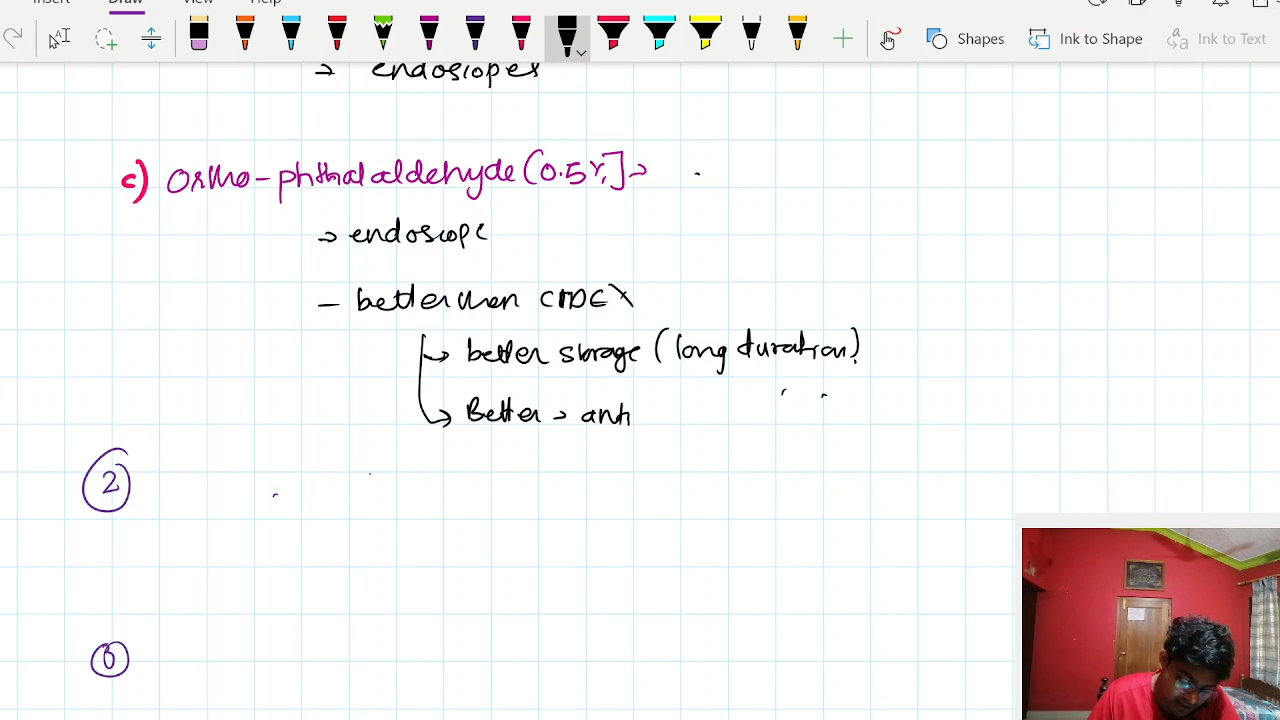 Insert Draw View Help
Shapes Ink to Shape Ink to Text
→ endoscopes
c) Ortho-phthalaldehyde (0.5%] →
→ endoscope
– better then CIDEX
→ better storage (long duration)
→ Better → anti
2
6